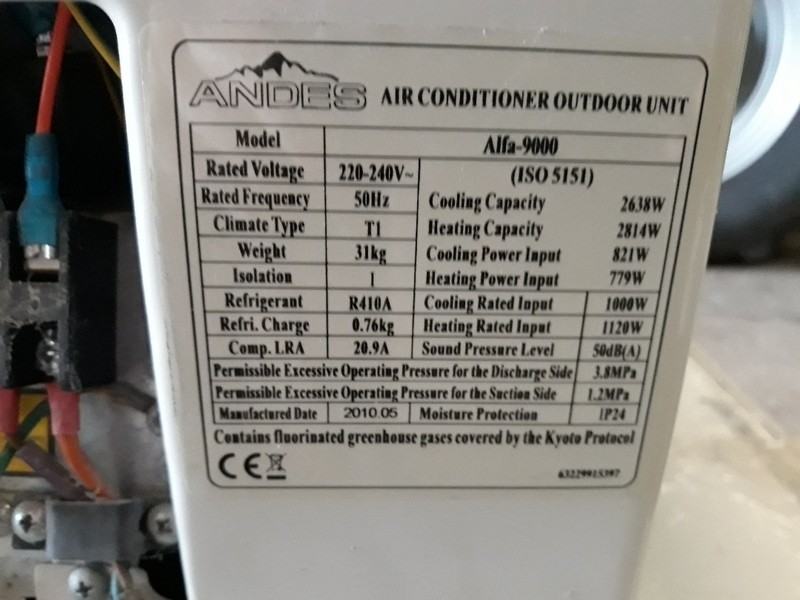 ANDES AIR CONDITIONER OUTDOOR UNIT
Model Alfa-9000
Rated Voltage 220-240V~ (ISO 5151)
Rated Frequency 50Hz Cooling Capacity 2638W
Climate Type T1 Heating Capacity 2814W
Weight 31kg Cooling Power Input 821W
Isolation I Heating Power Input 779W
Refrigerant R410A Cooling Rated Input 1000W
Refri. Charge 0.76kg Heating Rated Input 1120W
Comp. LRA 20.9A Sound Pressure Level 50dB(A)
Permissible Excessive Operating Pressure for the Discharge Side 3.8MPa
Permissible Excessive Operating Pressure for the Suction Side 1.2MPa
Manufactured Date 2010.05 Moisture Protection IP24
Contains fluorinated greenhouse gases covered by the Kyoto Protocol
CE 63229915397